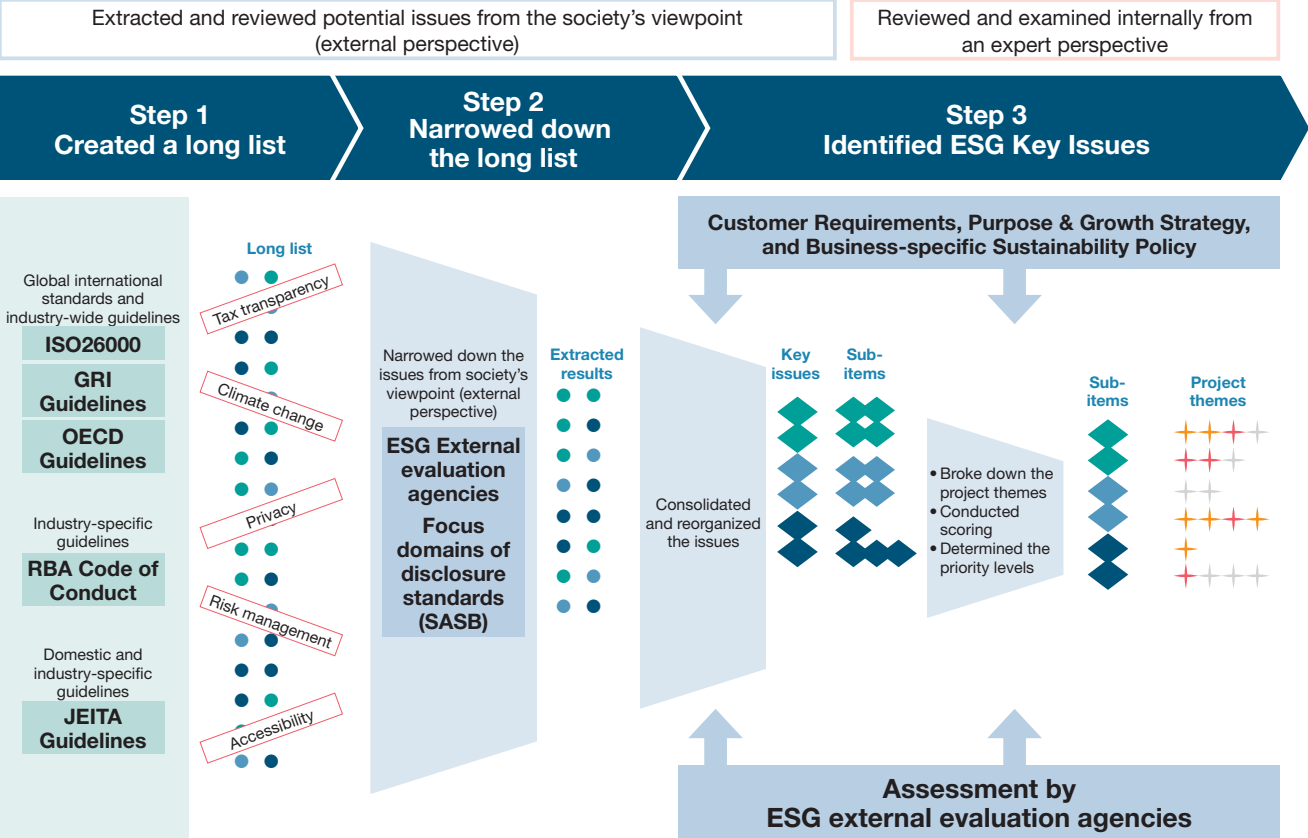 Extracted and reviewed potential issues from the society’s viewpoint
(external perspective)
Reviewed and examined internally from
an expert perspective
Step 1
Created a long list
Step 2
Narrowed down
the long list
Step 3
Identified ESG Key Issues
Global international
standards and
industry-wide guidelines
ISO26000
GRI
Guidelines
OECD
Guidelines
Industry-specific
guidelines
RBA Code of
Conduct
Domestic and
industry-specific
guidelines
JEITA
Guidelines
Long list
Tax transparency
Climate change
Privacy
Risk management
Accessibility
Narrowed down the
issues from society’s
viewpoint (external
perspective)
ESG External
evaluation
agencies
Focus
domains of
disclosure
standards
(SASB)
Extracted
results
Customer Requirements, Purpose & Growth Strategy,
and Business-specific Sustainability Policy
Consolidated
and reorganized
the issues
Key
issues
Sub-
items
• Broke down the
project themes
• Conducted
scoring
• Determined the
priority levels
Sub-
items
Project
themes
Assessment by
ESG external evaluation agencies